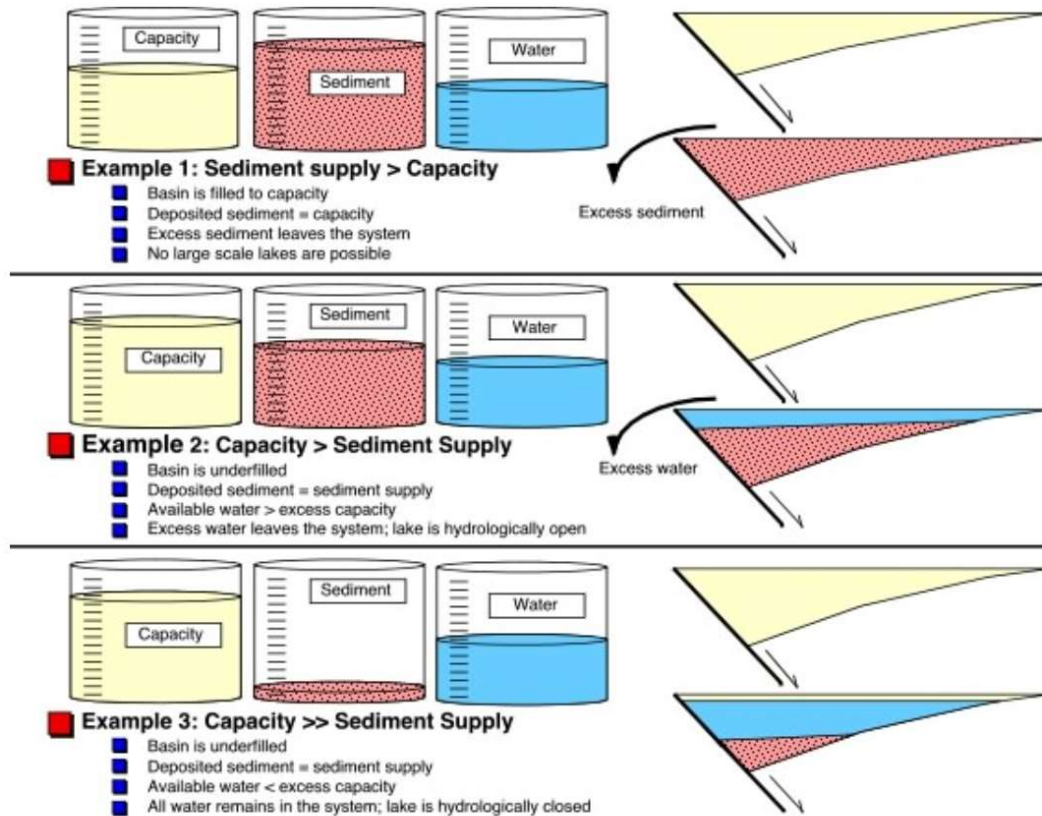 Capacity
Sediment
Water
Example 1: Sediment supply > Capacity
Basin is filled to capacity
Deposited sediment = capacity
Excess sediment leaves the system
No large scale lakes are possible
Excess sediment
Capacity
Sediment
Water
Example 2: Capacity > Sediment Supply
Basin is underfilled
Deposited sediment = sediment supply
Available water > excess capacity
Excess water leaves the system; lake is hydrologically open
Excess water
Capacity
Sediment
Water
Example 3: Capacity >> Sediment Supply
Basin is underfilled
Deposited sediment = sediment supply
Available water < excess capacity
All water remains in the system; lake is hydrologically closed